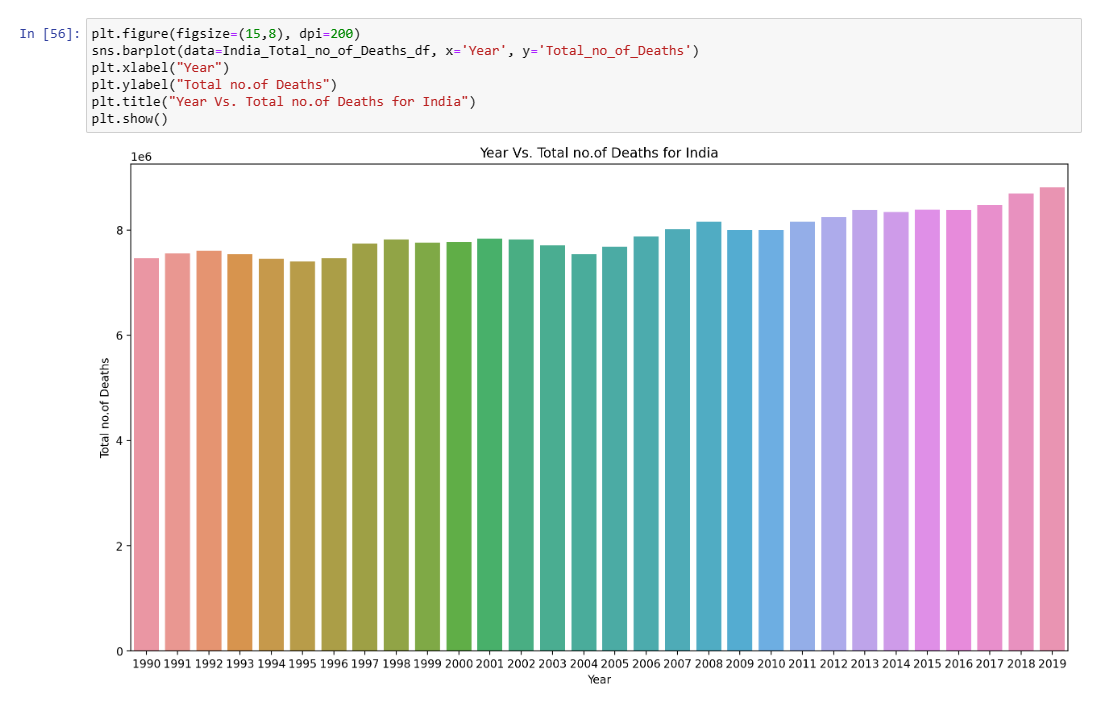 In [56]: plt.figure(figsize=(15,8), dpi=200)
sns.barplot(data=India_Total_no_of_Deaths_df, x='Year', y='Total_no_of_Deaths')
plt.xlabel("Year")
plt.ylabel("Total no.of Deaths")
plt.title("Year Vs. Total no.of Deaths for India")
plt.show()
Year Vs. Total no.of Deaths for India
1e6
8
6
4
2
0
Total no.of Deaths
1990 1991 1992 1993 1994 1995 1996 1997 1998 1999 2000 2001 2002 2003 2004 2005 2006 2007 2008 2009 2010 2011 2012 2013 2014 2015 2016 2017 2018 2019
Year